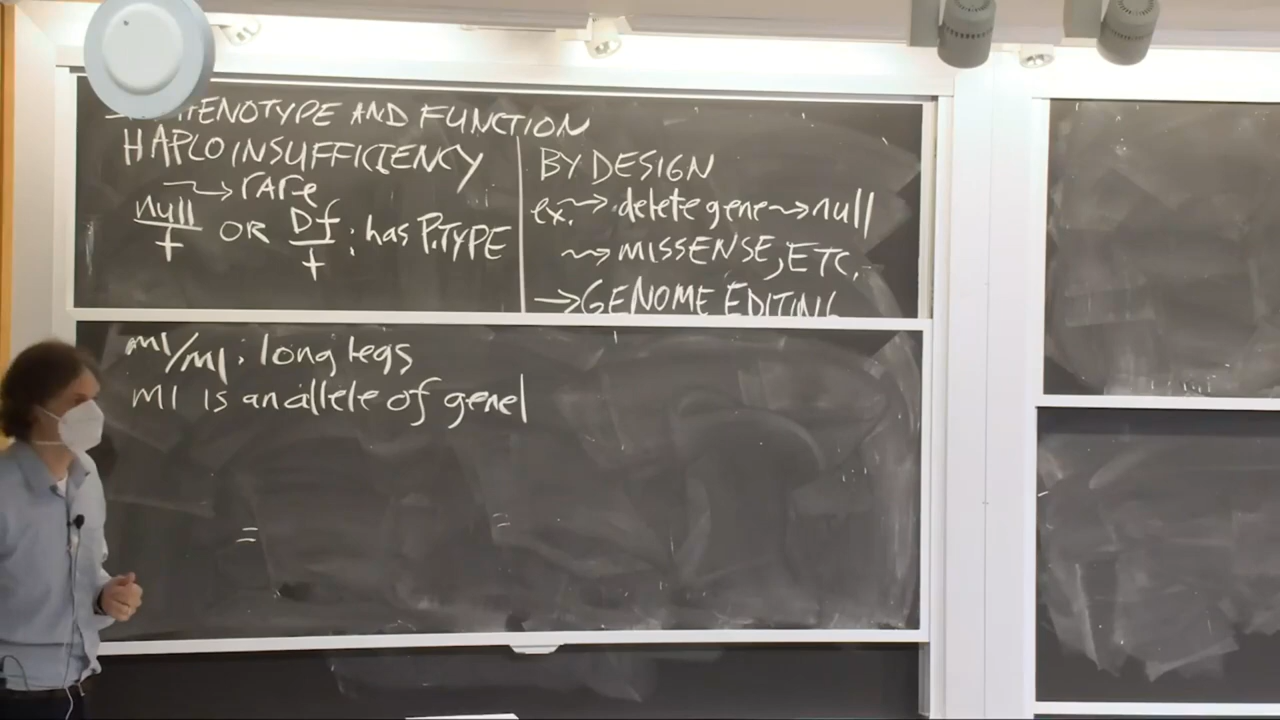 PHENOTYPE AND FUNCTION
HAPLOINSUFFICIENCY
→ rare
null/+ OR Df/+ : has P.TYPE
BY DESIGN
ex. → delete gene → null
→ MISSENSE, ETC.
→ GENOME EDITING
m1/m1 : long legs
m1 is an allele of gene1
=
=